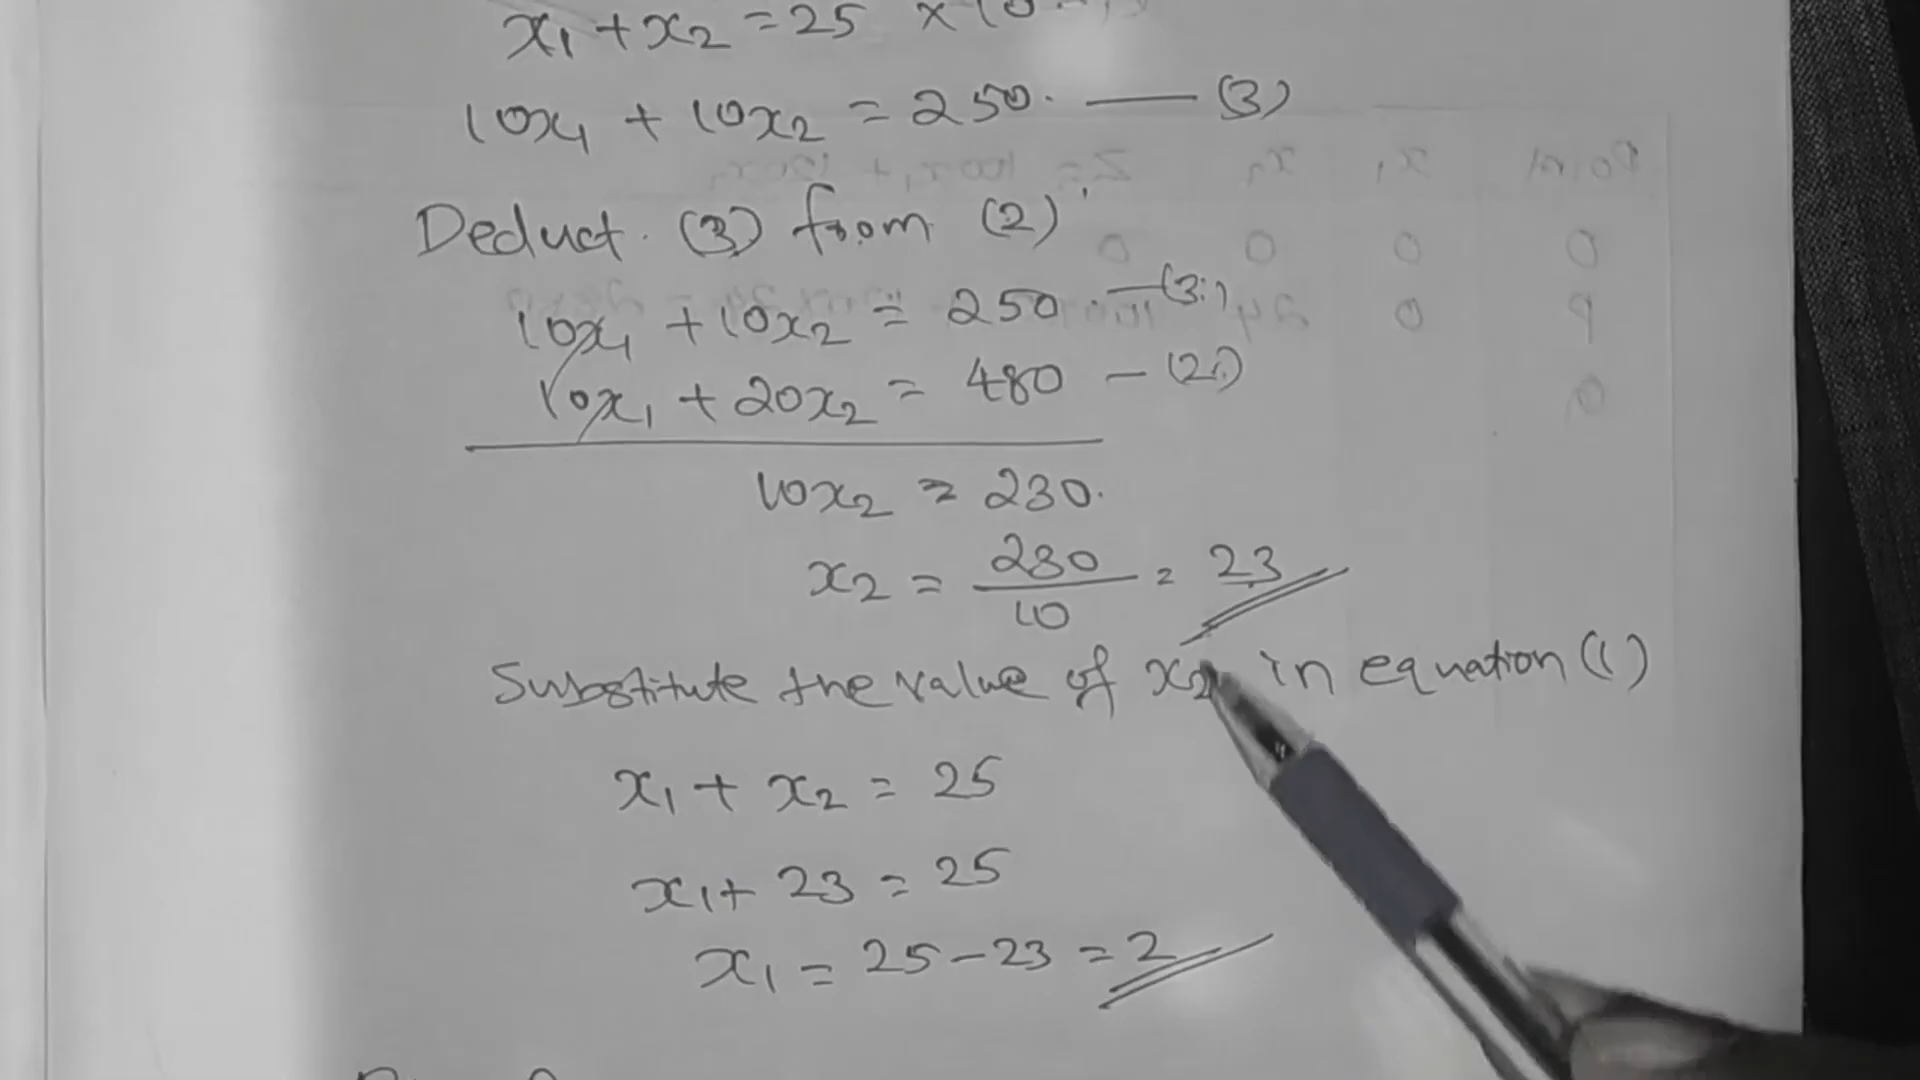 x₁ + x₂ = 25 × 10
10x₁ + 10x₂ = 250. — (3)
Deduct. (3) from (2)
10x₁ + 10x₂ = 250. — (3.)
10x₁ + 20x₂ = 480 — (2.)
10x₂ = 230.
x₂ = 230/10 = 23
Substitute the value of x₂ in equation (1)
x₁ + x₂ = 25
x₁ + 23 = 25
x₁ = 25 – 23 = 2